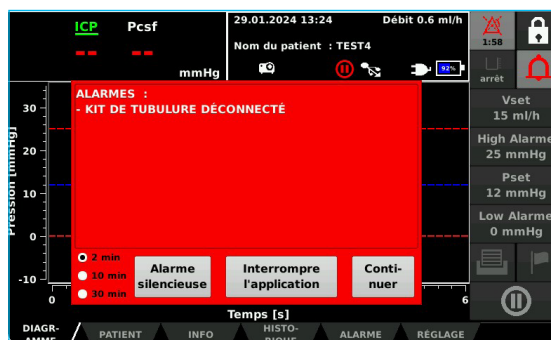 ICP Pcsf
-- --
mmHg
29.01.2024 13:24 Débit 0.6 ml/h
Nom du patient : TEST4
92%
1:58
arrêt
ALARMES :
- KIT DE TUBULURE DÉCONNECTÉ
2 min
10 min
30 min
Alarme
silencieuse
Interrompre
l'application
Conti-
nuer
Pression [mmHg]
30
20
10
0
-10
0
6
Temps [s]
Vset
15 ml/h
High Alarme
25 mmHg
Pset
12 mmHg
Low Alarme
0 mmHg
DIAGR-
AMME
PATIENT
INFO
HISTO-
RIQUE
ALARME
RÉGLAGE